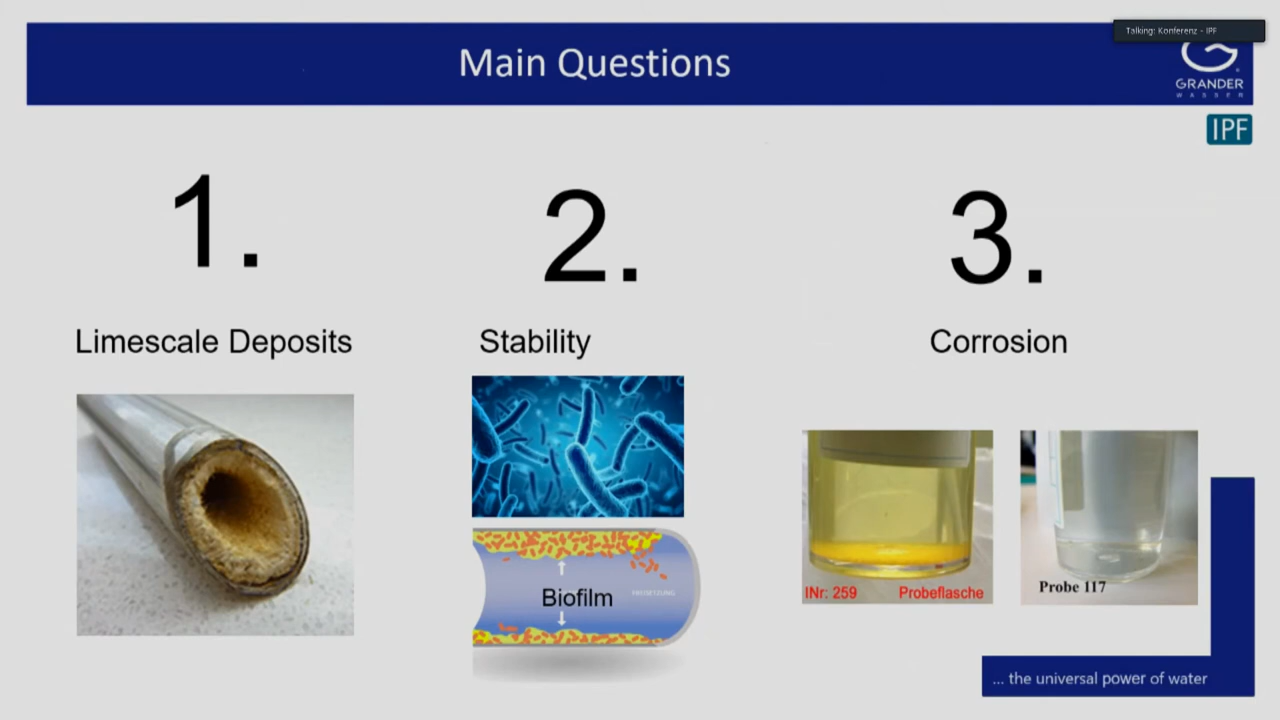 Talking: Konferenz - IPF
Main Questions
GRANDER
WASSER
IPF
1.
2.
3.
Limescale Deposits
Stability
Corrosion
Biofilm
FREISETZUNG
INr: 259
Probeflasche
Probe 117
... the universal power of water